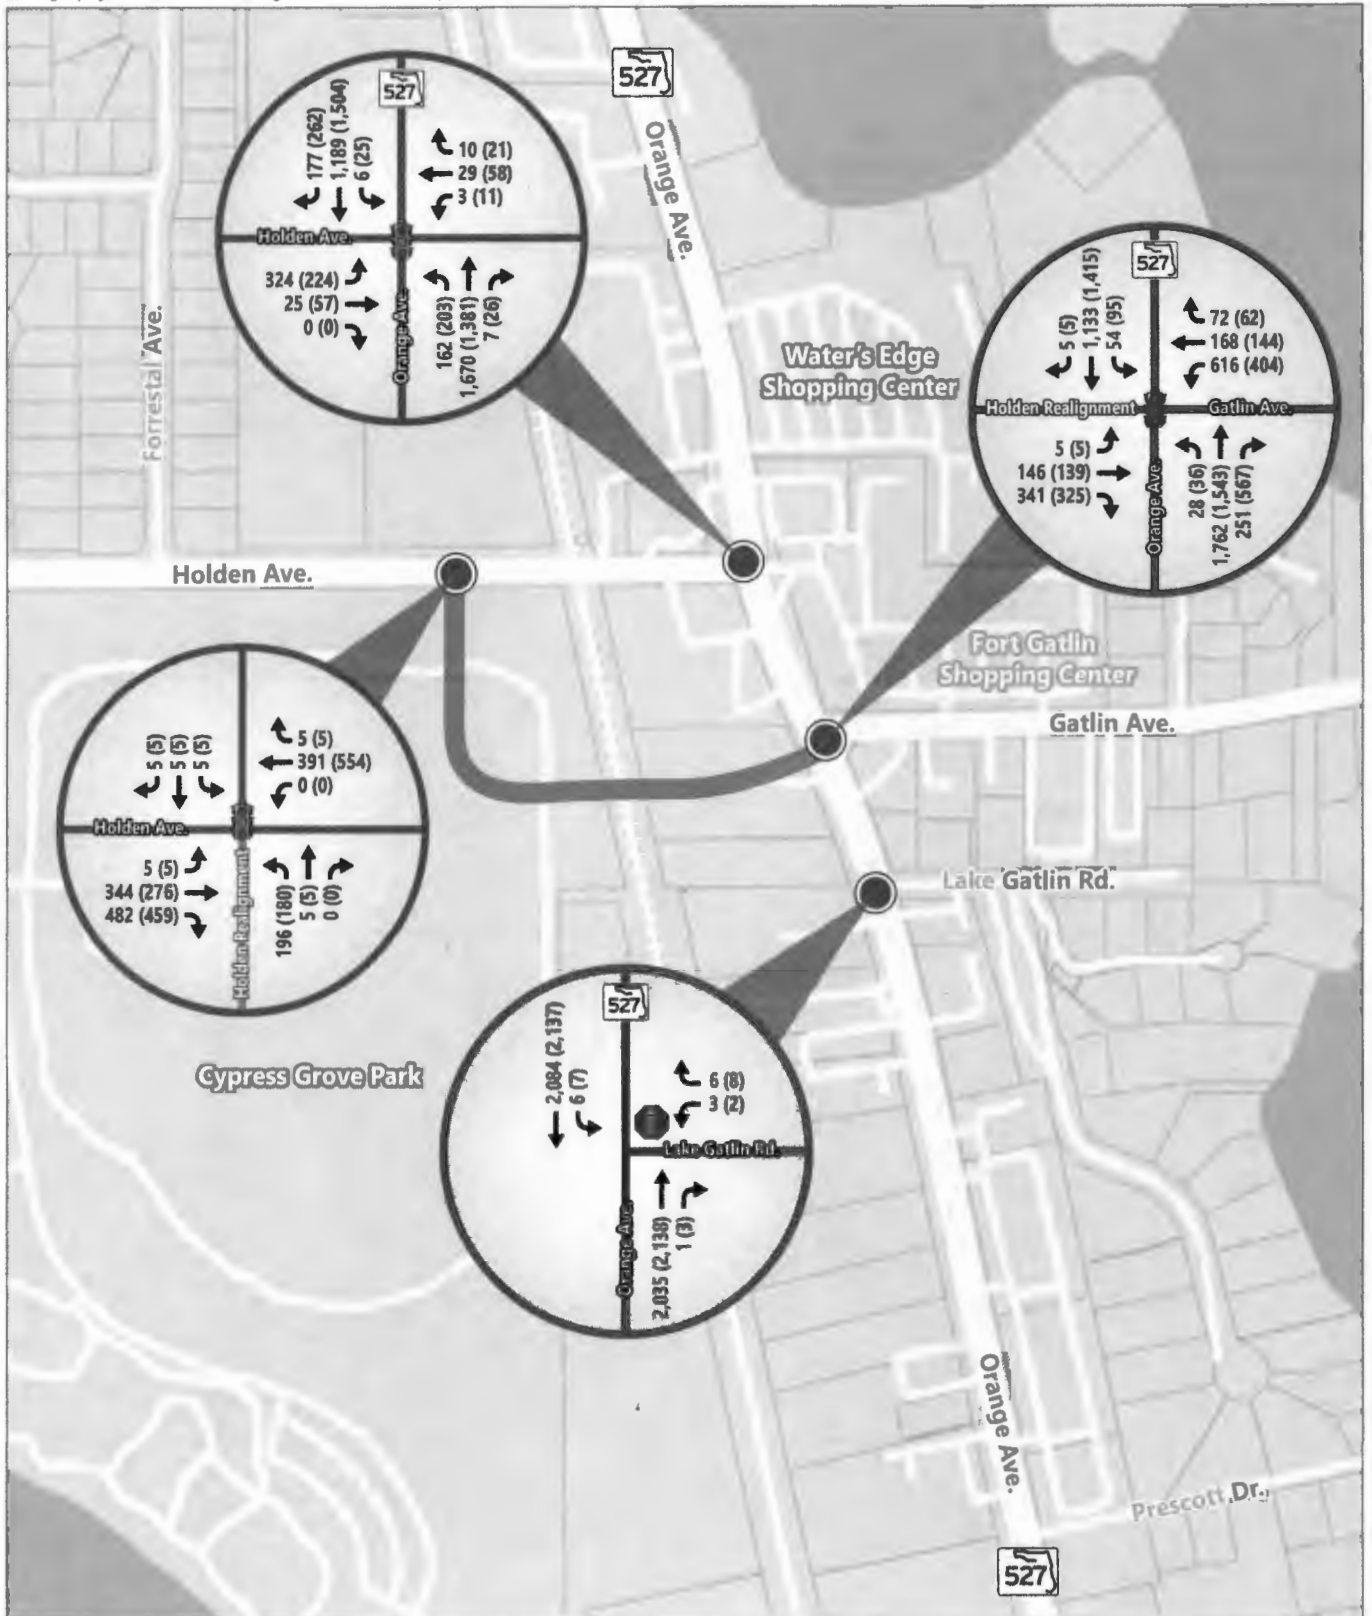 527
Orange Ave.
527
177 (262)
1,189 (1,504)
6 (25)
10 (21)
29 (58)
3 (11)
Holden Ave.
324 (224)
25 (57)
0 (0)
Orange Ave.
162 (203)
1,670 (1,381)
7 (26)
Forrestal Ave.
Water's Edge
Shopping Center
527
5 (5)
1,133 (1,415)
54 (95)
72 (62)
168 (144)
616 (404)
Holden Realignment
Gatlin Ave.
5 (5)
146 (139)
341 (325)
Orange Ave.
28 (36)
1,762 (1,543)
251 (567)
Holden Ave.
Fort Gatlin
Shopping Center
Gatlin Ave.
5 (5)
5 (5)
5 (5)
5 (5)
391 (554)
0 (0)
Holden Ave.
5 (5)
344 (276)
482 (459)
Holden Realignment
196 (180)
5 (5)
0 (0)
Lake Gatlin Rd.
Cypress Grove Park
527
2,084 (2,137)
6 (7)
6 (8)
3 (2)
Lake Gatlin Rd.
Orange Ave.
2,035 (2,138)
1 (3)
Orange Ave.
Prescott Dr.
527